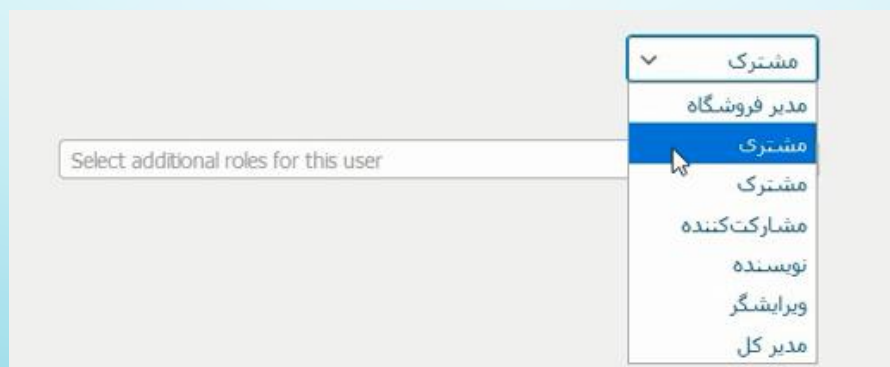 مشترک
مدیر فروشگاه
مشتری
Select additional roles for this user
مشترک
مشارکت‌کننده
نویسنده
ویرایشگر
مدیر کل